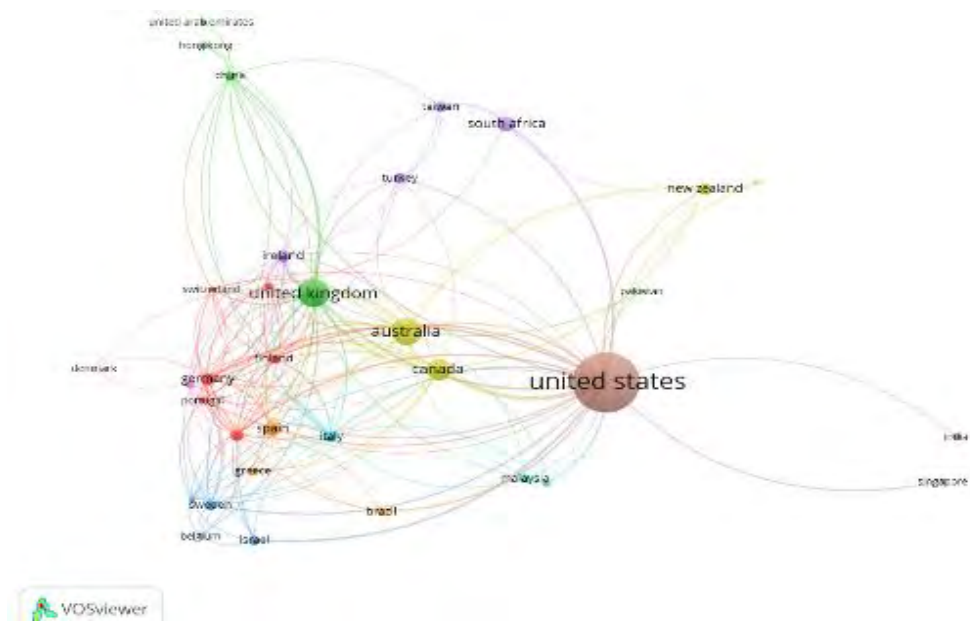 united arab emirates
hong kong
china
taiwan
south africa
turkey
new zealand
ireland
switzerland
united kingdom
pakistan
australia
finland
denmark
canada
germany
united states
portugal
spain
italy
india
greece
malaysia
singapore
sweden
brazil
belgium
israel
VOSviewer